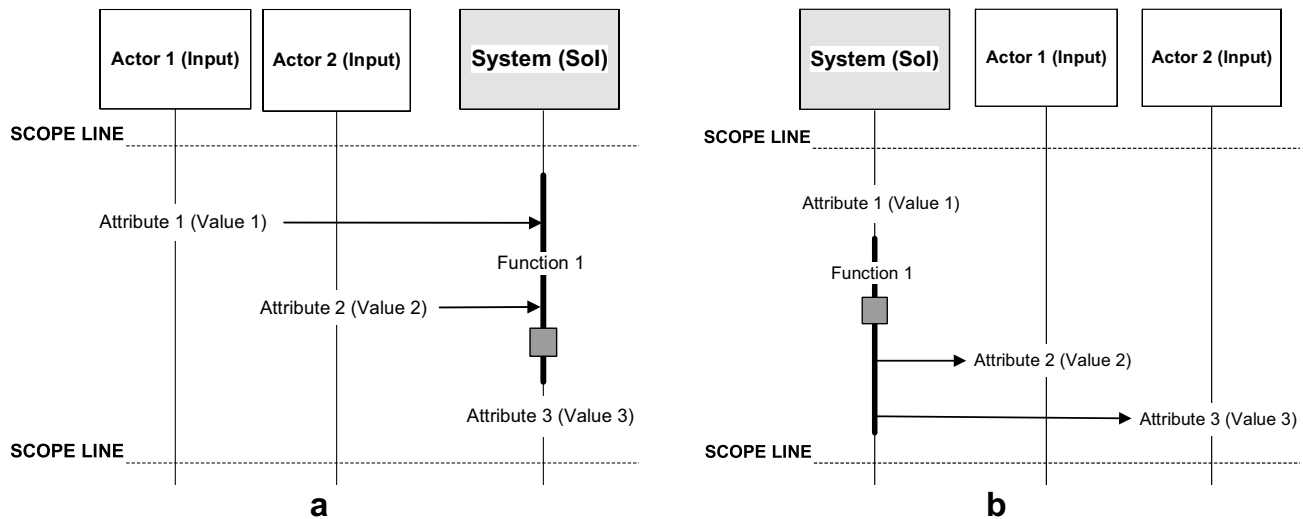 Actor 1 (Input)
Actor 2 (Input)
System (SoI)
SCOPE LINE
Attribute 1 (Value 1)
Function 1
Attribute 2 (Value 2)
Attribute 3 (Value 3)
SCOPE LINE
a
System (SoI)
Actor 1 (Input)
Actor 2 (Input)
SCOPE LINE
Attribute 1 (Value 1)
Function 1
Attribute 2 (Value 2)
Attribute 3 (Value 3)
SCOPE LINE
b